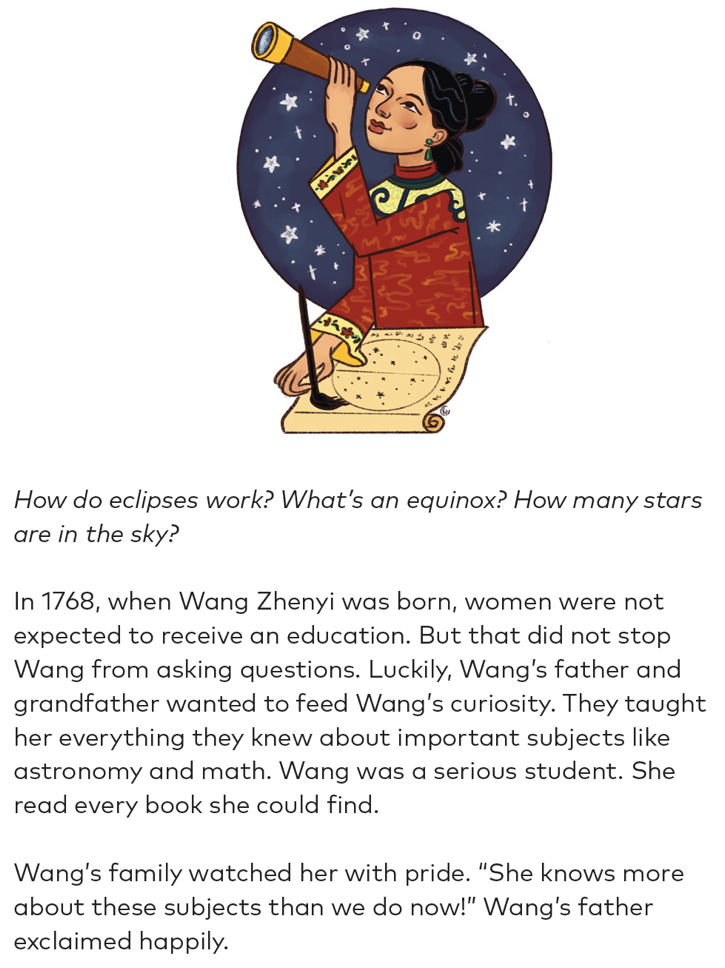 How do eclipses work? What’s an equinox? How many stars
are in the sky?
In 1768, when Wang Zhenyi was born, women were not
expected to receive an education. But that did not stop
Wang from asking questions. Luckily, Wang’s father and
grandfather wanted to feed Wang’s curiosity. They taught
her everything they knew about important subjects like
astronomy and math. Wang was a serious student. She
read every book she could find.
Wang’s family watched her with pride. “She knows more
about these subjects than we do now!” Wang’s father
exclaimed happily.